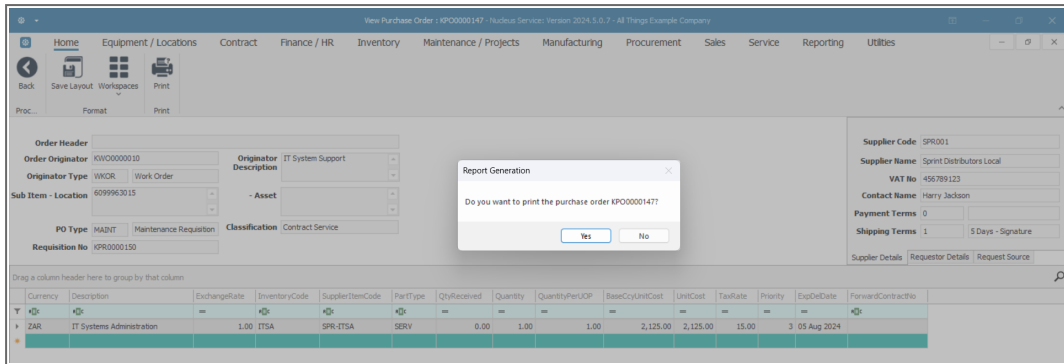 View Purchase Order : KPO0000147 - Nucleus Service: Version 2024.5.0.7 - All Things Example Company
Home Equipment / Locations Contract Finance / HR Inventory Maintenance / Projects Manufacturing Procurement Sales Service Reporting Utilities
Back Save Layout Workspaces Print
Proc... Format Print
Order Header
Order Originator KWO0000010 Originator Description IT System Support
Originator Type WKOR Work Order
Sub Item - Location 6099963015 - Asset
PO Type MAINT Maintenance Requisition Classification Contract Service
Requisition No KPR0000150
Report Generation
Do you want to print the purchase order KPO0000147?
Yes No
Supplier Code SPR001
Supplier Name Sprint Distributors Local
VAT No 456789123
Contact Name Harry Jackson
Payment Terms 0
Shipping Terms 1 5 Days - Signature
Supplier Details Requestor Details Request Source
Drag a column header here to group by that column
Currency Description ExchangeRate InventoryCode SupplierItemCode PartType QtyReceived Quantity QuantityPerUOP BaseCcyUnitCost UnitCost TaxRate Priority ExpDelDate ForwardContractNo
ZAR IT Systems Administration 1.00 ITSA SPR-ITSA SERV 0.00 1.00 1.00 2,125.00 2,125.00 15.00 3 05 Aug 2024